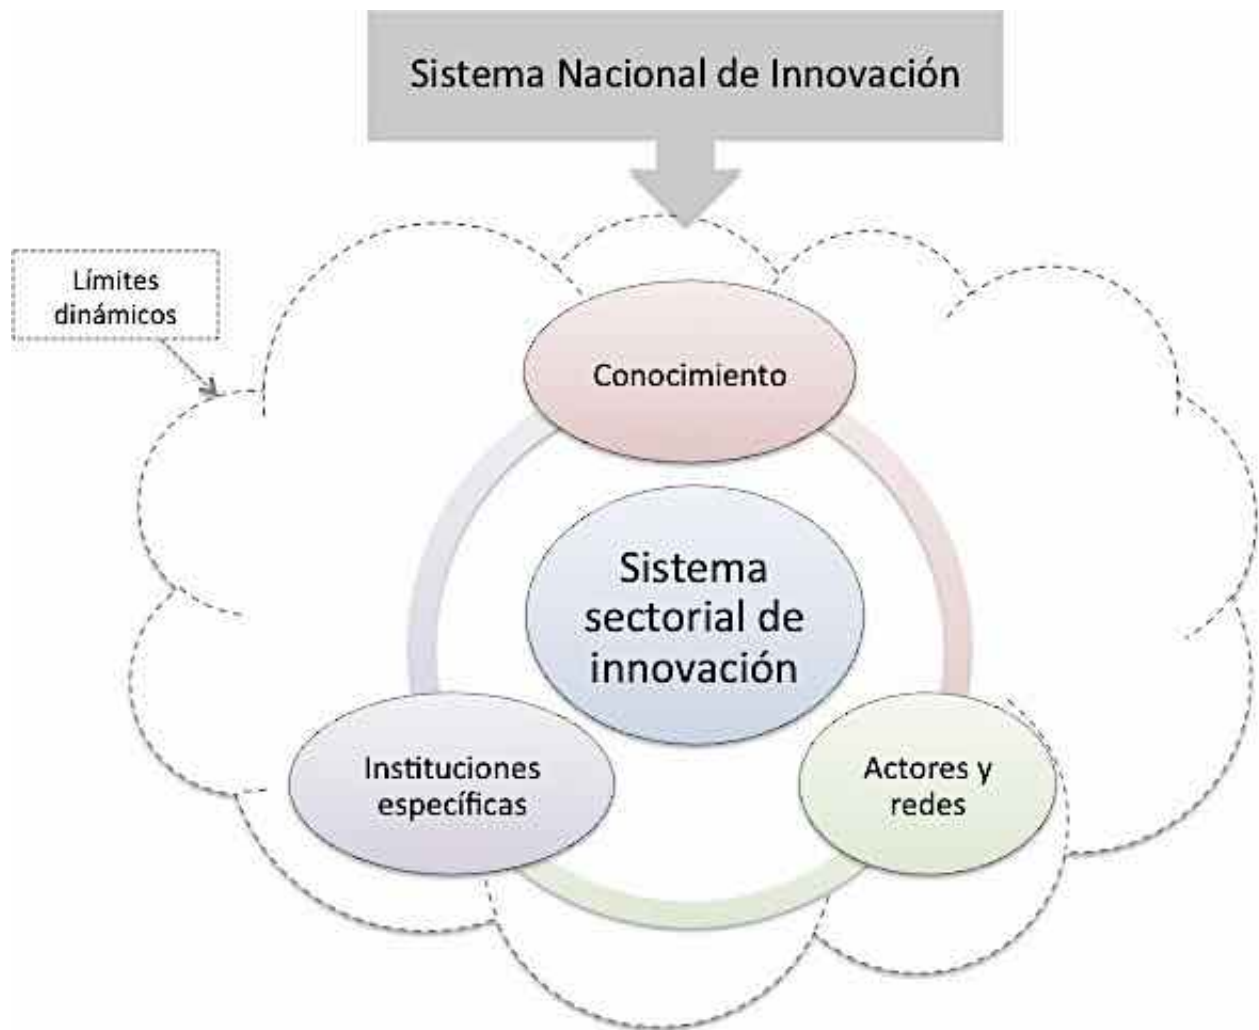 Sistema Nacional de Innovación
Límites
dinámicos
Conocimiento
Sistema
sectorial de
innovación
Instituciones
específicas
Actores y
redes